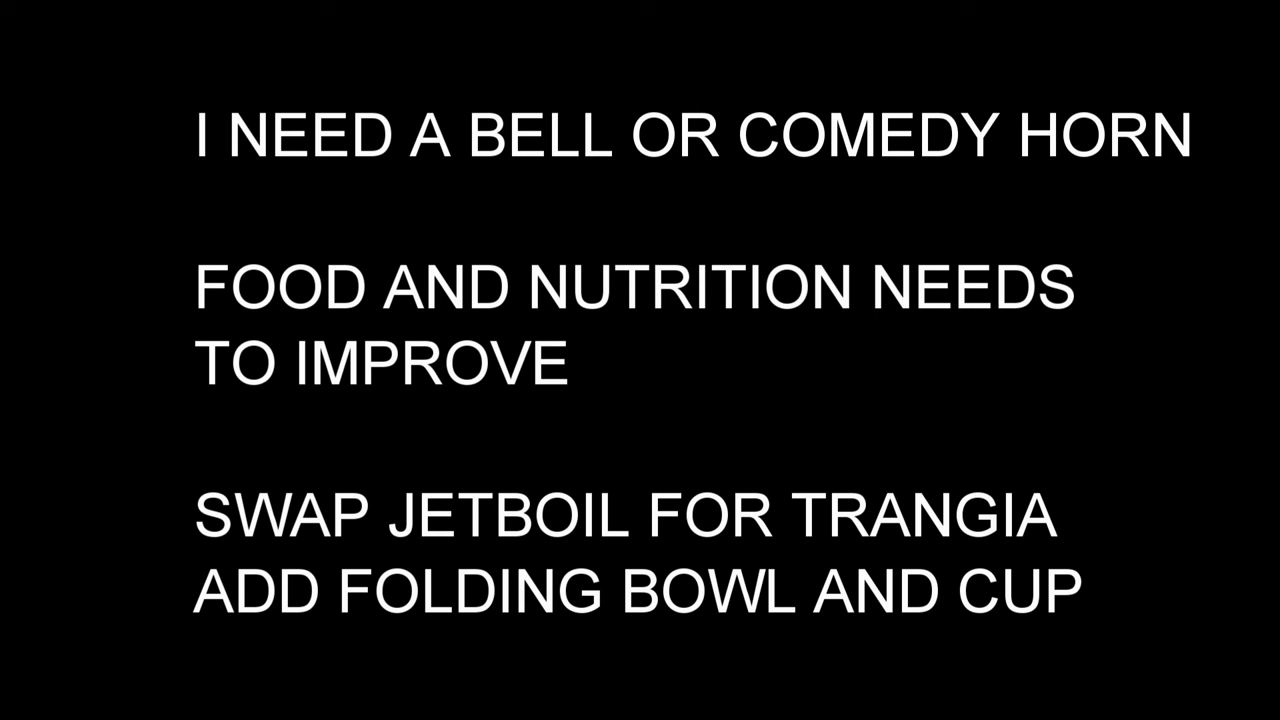 I NEED A BELL OR COMEDY HORN
FOOD AND NUTRITION NEEDS
TO IMPROVE
SWAP JETBOIL FOR TRANGIA
ADD FOLDING BOWL AND CUP